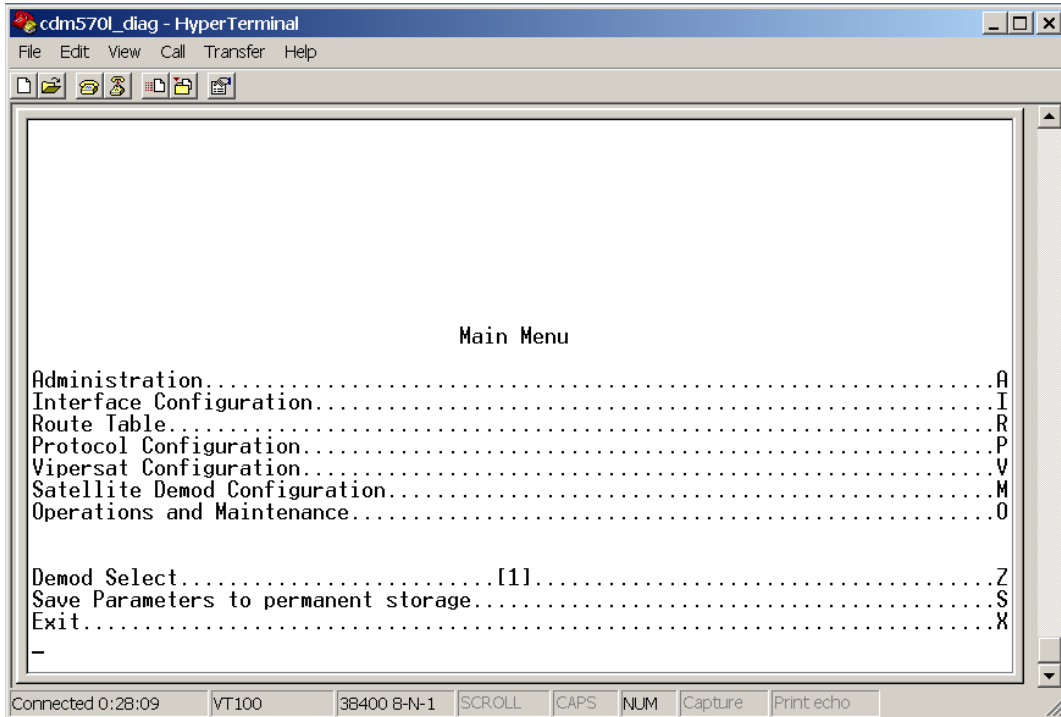 cdm570l_diag - HyperTerminal
File Edit View Call Transfer Help
Main Menu
Administration................................................................A
Interface Configuration.......................................................I
Route Table...................................................................R
Protocol Configuration........................................................P
Vipersat Configuration........................................................V
Satellite Demod Configuration.................................................M
Operations and Maintenance....................................................O
Demod Select.........................[1]......................................Z
Save Parameters to permanent storage..........................................S
Exit..........................................................................X
_
Connected 0:28:09 VT100 38400 8-N-1 SCROLL CAPS NUM Capture Print echo